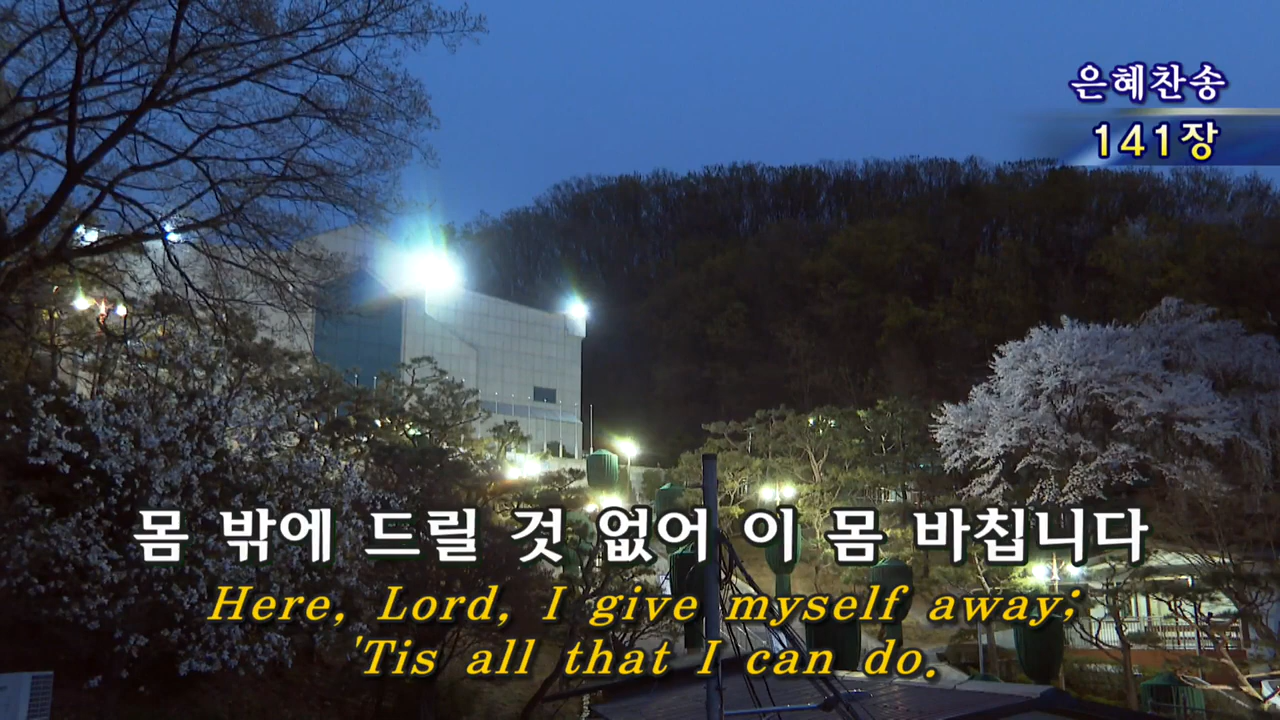 은혜찬송
141장
몸 밖에 드릴 것 없어 이 몸 바칩니다
Here, Lord, I give myself away;
'Tis all that I can do.